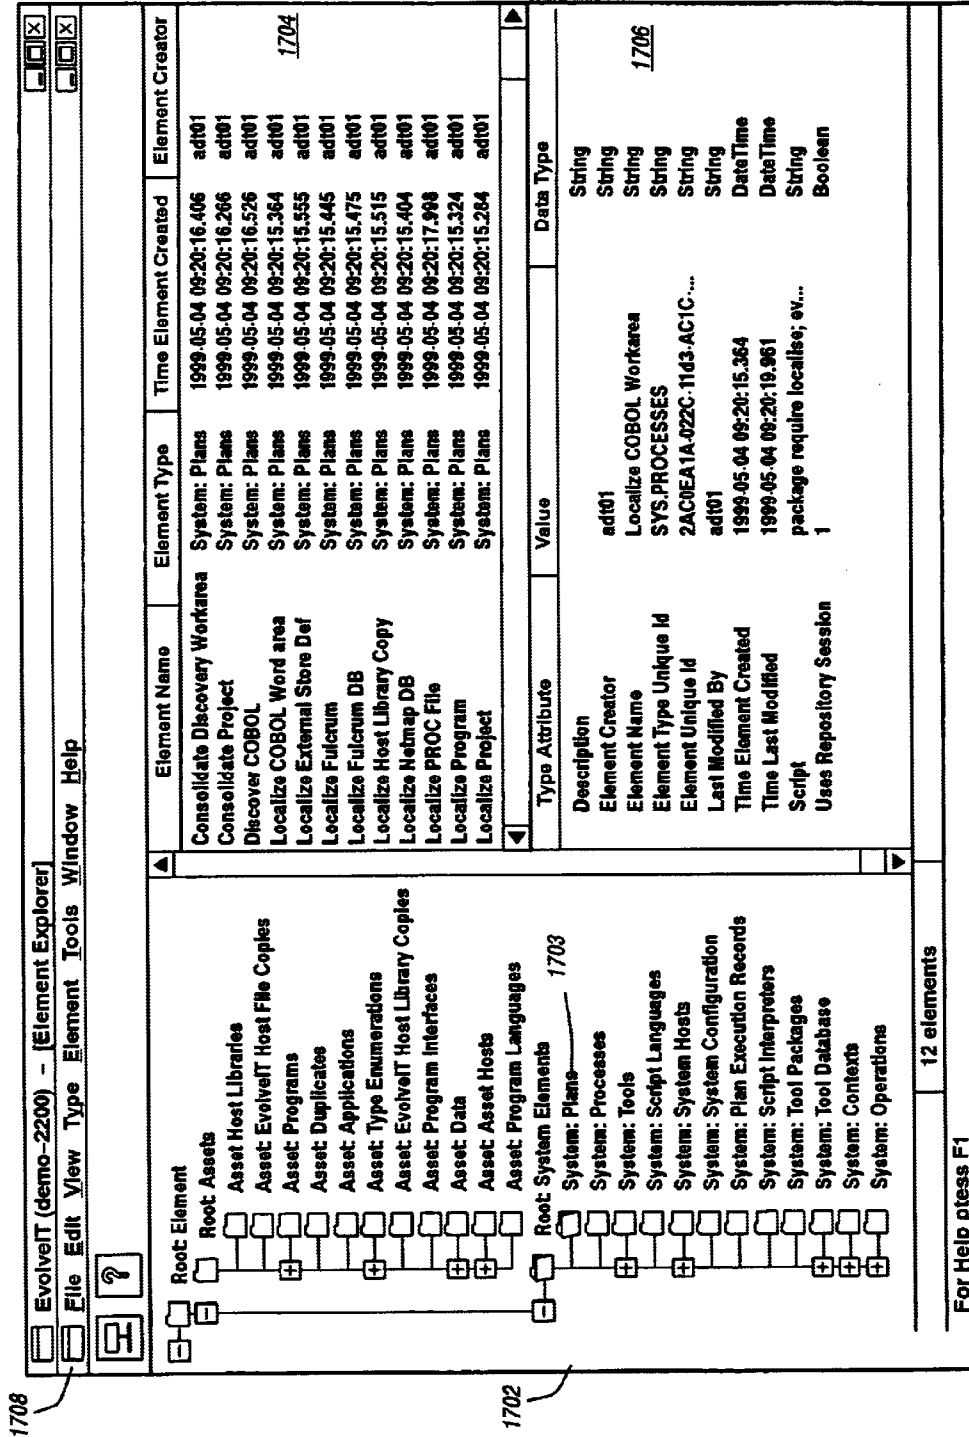 1708
EvolveIT (demo-2200) - [Element Explorer]
File Edit View Type Element Tools Window Help
?
1702
Root: Element
Root: Assets
Asset Host Libraries
Asset: EvolveIT Host File Copies
Asset: Programs
Asset: Duplicates
Asset: Applications
Asset: Type Enumerations
Asset: EvolveIT Host Library Copies
Asset: Program Interfaces
Asset: Data
Asset: Asset Hosts
Asset: Program Languages
Root: System Elements
System: Plans
1703
System: Processes
System: Tools
System: Script Languages
System: System Hosts
System: System Configuration
System: Plan Execution Records
System: Script Interpreters
System: Tool Packages
System: Tool Database
System: Contexts
System: Operations
Element Name Element Type Time Element Created Element Creator
Consolidate Discovery Workarea System: Plans 1999-05-04 09:20:16.406 adt01
Consolidate Project System: Plans 1999-05-04 09:20:16.266 adt01
Discover COBOL System: Plans 1999-05-04 09:20:16.526 adt01
Localize COBOL Word area System: Plans 1999-05-04 09:20:15.364 adt01
Localize External Store Def System: Plans 1999-05-04 09:20:15.555 adt01
Localize Fulcrum System: Plans 1999-05-04 09:20:15.445 adt01
Localize Fulcrum DB System: Plans 1999-05-04 09:20:15.475 adt01
Localize Host Library Copy System: Plans 1999-05-04 09:20:15.515 adt01
Localize Netmap DB System: Plans 1999-05-04 09:20:15.404 adt01
Localize PROC File System: Plans 1999-05-04 09:20:17.998 adt01
Localize Program System: Plans 1999-05-04 09:20:15.324 adt01
Localize Project System: Plans 1999-05-04 09:20:15.284 adt01
1704
Type Attribute Value Data Type
Description String
Element Creator adt01 String
Element Name Localize COBOL Workarea String
Element Type Unique Id SYS.PROCESSES String
Element Unique Id 2AC0EA1A-022C-11d3-AC1C-... String
Last Modified By adt01 String
Time Element Created 1999-05-04 09:20:15.364 DateTime
Time Last Modified 1999-05-04 09:20:19.961 DateTime
Script package require localise; ev... String
Uses Repository Session 1 Boolean
1706
12 elements
For Help ptess F1